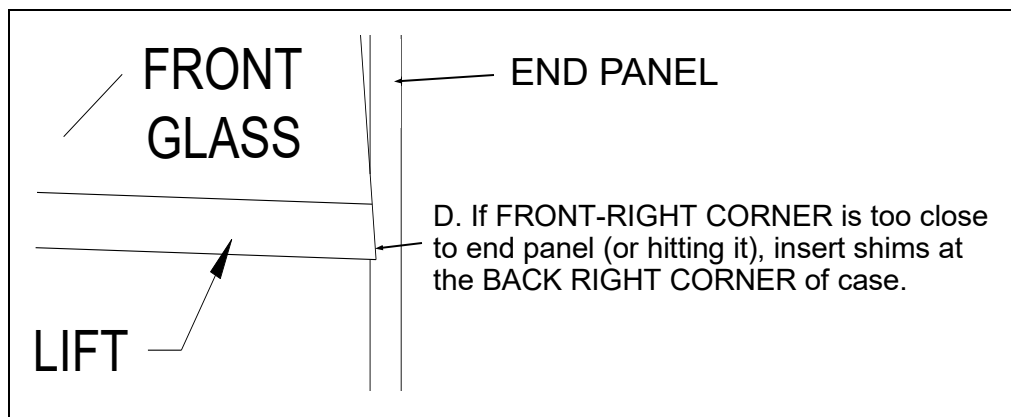 FRONT
GLASS
END PANEL
D. If FRONT-RIGHT CORNER is too close
to end panel (or hitting it), insert shims at
the BACK RIGHT CORNER of case.
LIFT